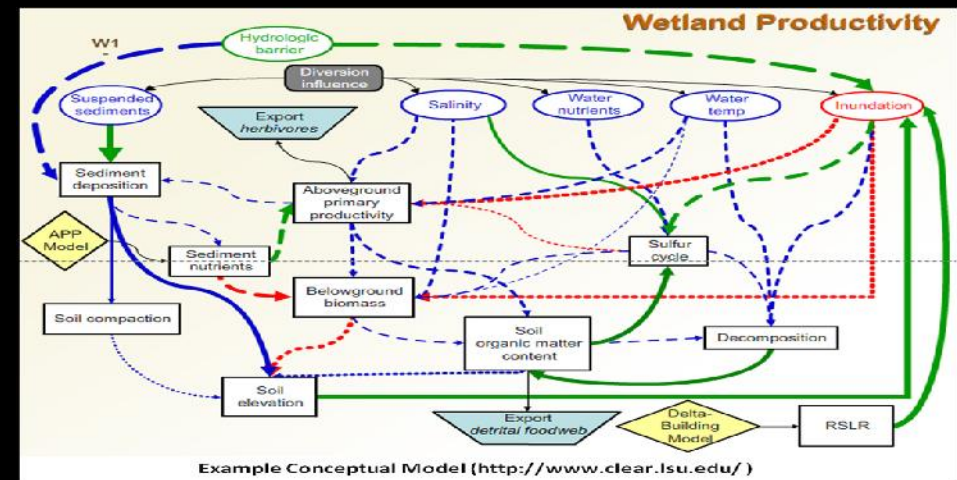 Wetland Productivity
W1
Hydrologic
barrier
Diversion
influence
Suspended
sediments
Salinity
Water
nutrients
Water
temp
Inundation
Export
herbivores
Sediment
deposition
Aboveground
primary
productivity
APP
Model
Sediment
nutrients
Sulfur
cycle
Belowground
biomass
Soil compaction
Soil
organic matter
content
Decomposition
Soil
elevation
Export
detrital foodweb
Delta-
Building
Model
RSLR
Example Conceptual Model (http://www.clear.lsu.edu/ )